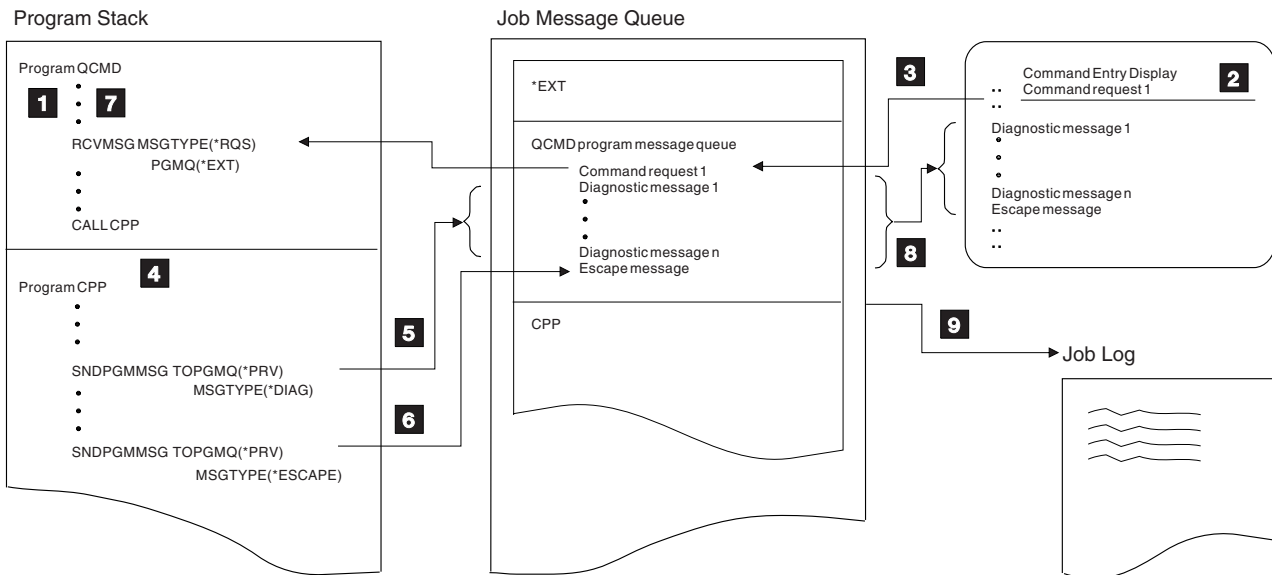 Program Stack
Program QCMD
1
7
RCVMSG MSGTYPE(*RQS)
PGMQ(*EXT)
CALL CPP
4
Program CPP
5
SNDPGMMSG TOPGMQ(*PRV)
MSGTYPE(*DIAG)
6
SNDPGMMSG TOPGMQ(*PRV)
MSGTYPE(*ESCAPE)
Job Message Queue
*EXT
QCMD program message queue
Command request 1
Diagnostic message 1
Diagnostic message n
Escape message
CPP
3
8
9
Command Entry Display
Command request 1
2
Diagnostic message 1
Diagnostic message n
Escape message
Job Log